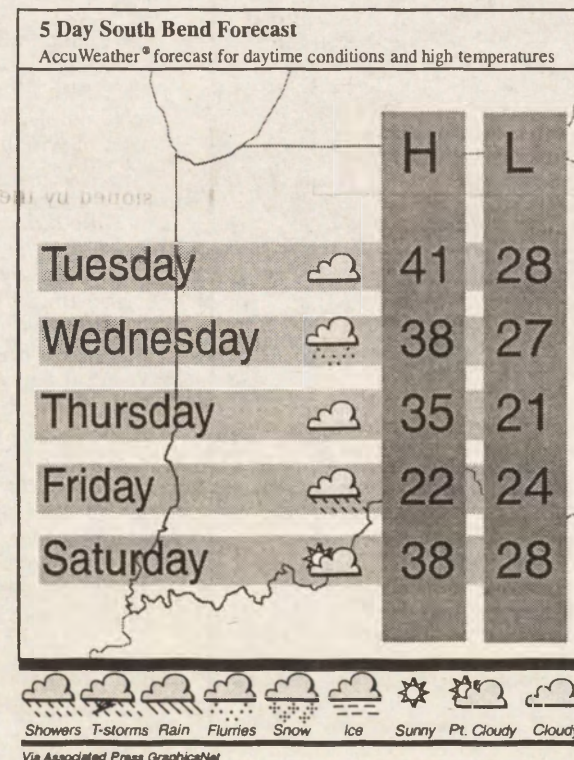 5 Day South Bend Forecast
AccuWeather® forecast for daytime conditions and high temperatures
H L
Tuesday 41 28
Wednesday 38 27
Thursday 35 21
Friday 22 24
Saturday 38 28
Showers T-storms Rain Flurries Snow Ice Sunny Pt. Cloudy Cloudy
Via Associated Press GraphicsNet